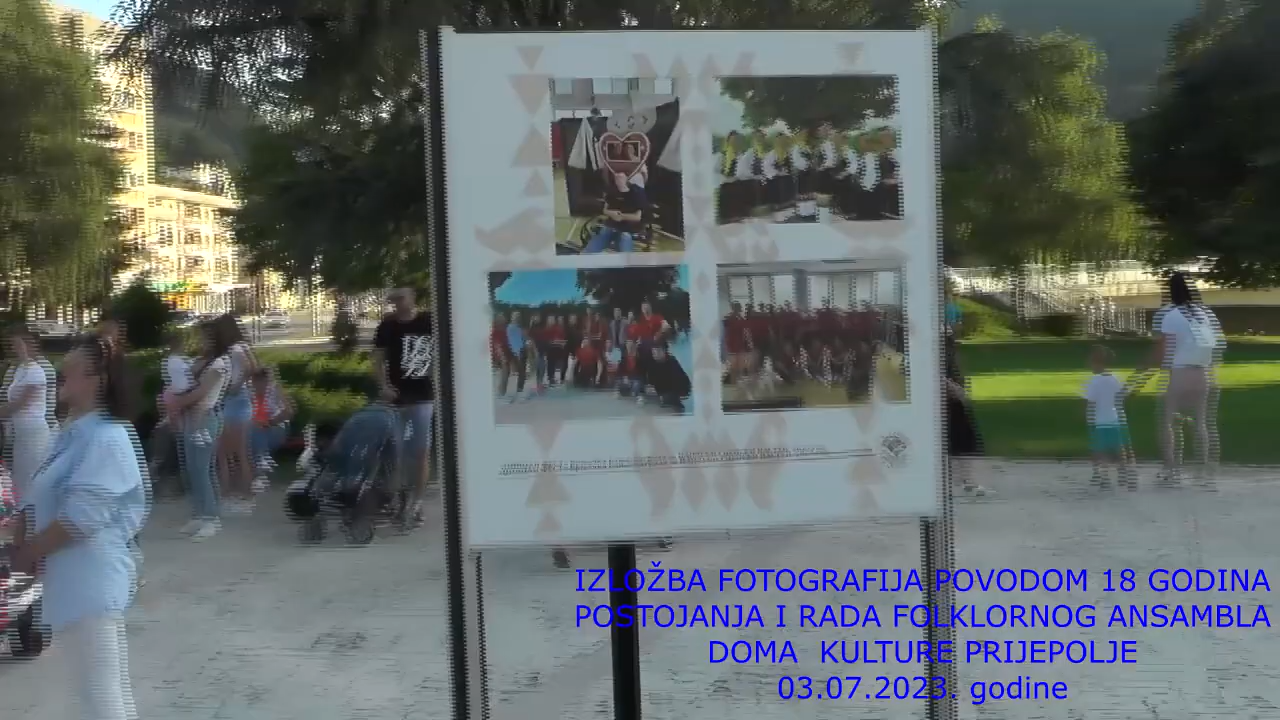 IZLOŽBA FOTOGRAFIJA POVODOM 18 GODINA
POSTOJANJA I RADA FOLKLORNOG ANSAMBLA
DOMA KULTURE PRIJEPOLJE
03.07.2023. godine